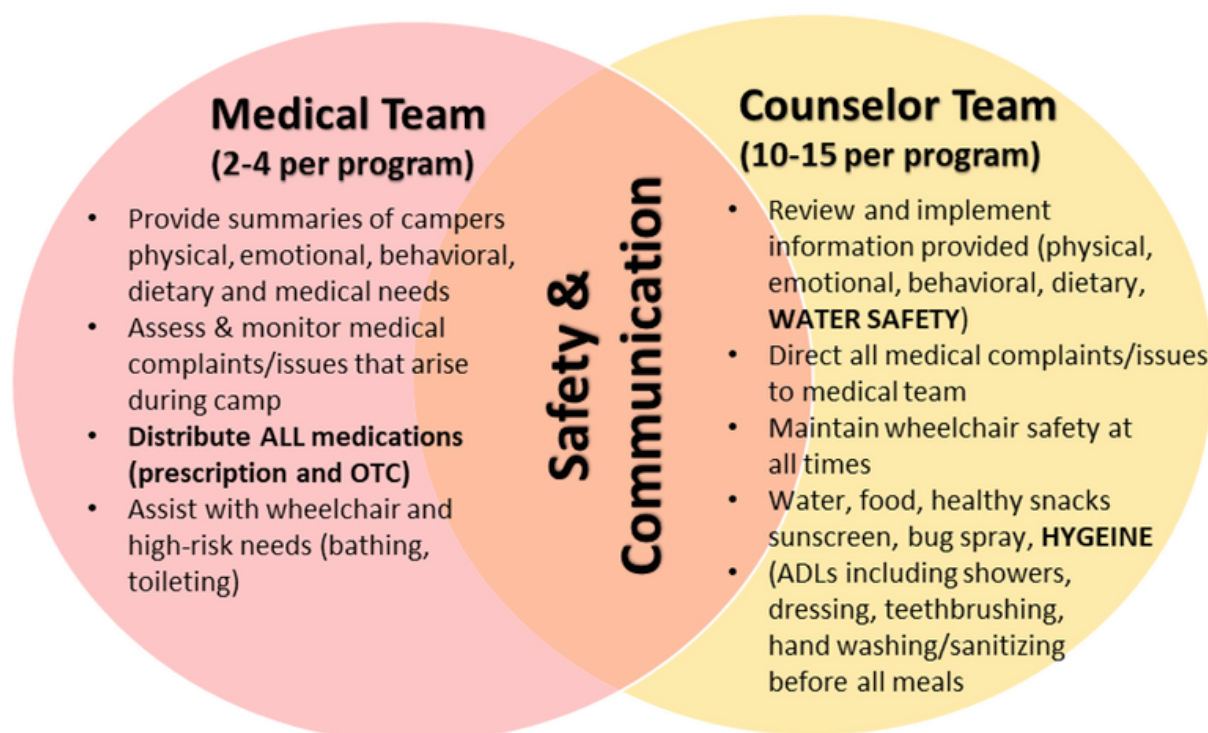 Medical Team
(2-4 per program)
• Provide summaries of campers
physical, emotional, behavioral,
dietary and medical needs
• Assess & monitor medical
complaints/issues that arise
during camp
• Distribute ALL medications
(prescription and OTC)
• Assist with wheelchair and
high-risk needs (bathing,
toileting)
Safety &
Communication
Counselor Team
(10-15 per program)
• Review and implement
information provided (physical,
emotional, behavioral, dietary,
WATER SAFETY)
• Direct all medical complaints/issues
to medical team
• Maintain wheelchair safety at
all times
• Water, food, healthy snacks
sunscreen, bug spray, HYGEINE
• (ADLs including showers,
dressing, teethbrushing,
hand washing/sanitizing
before all meals